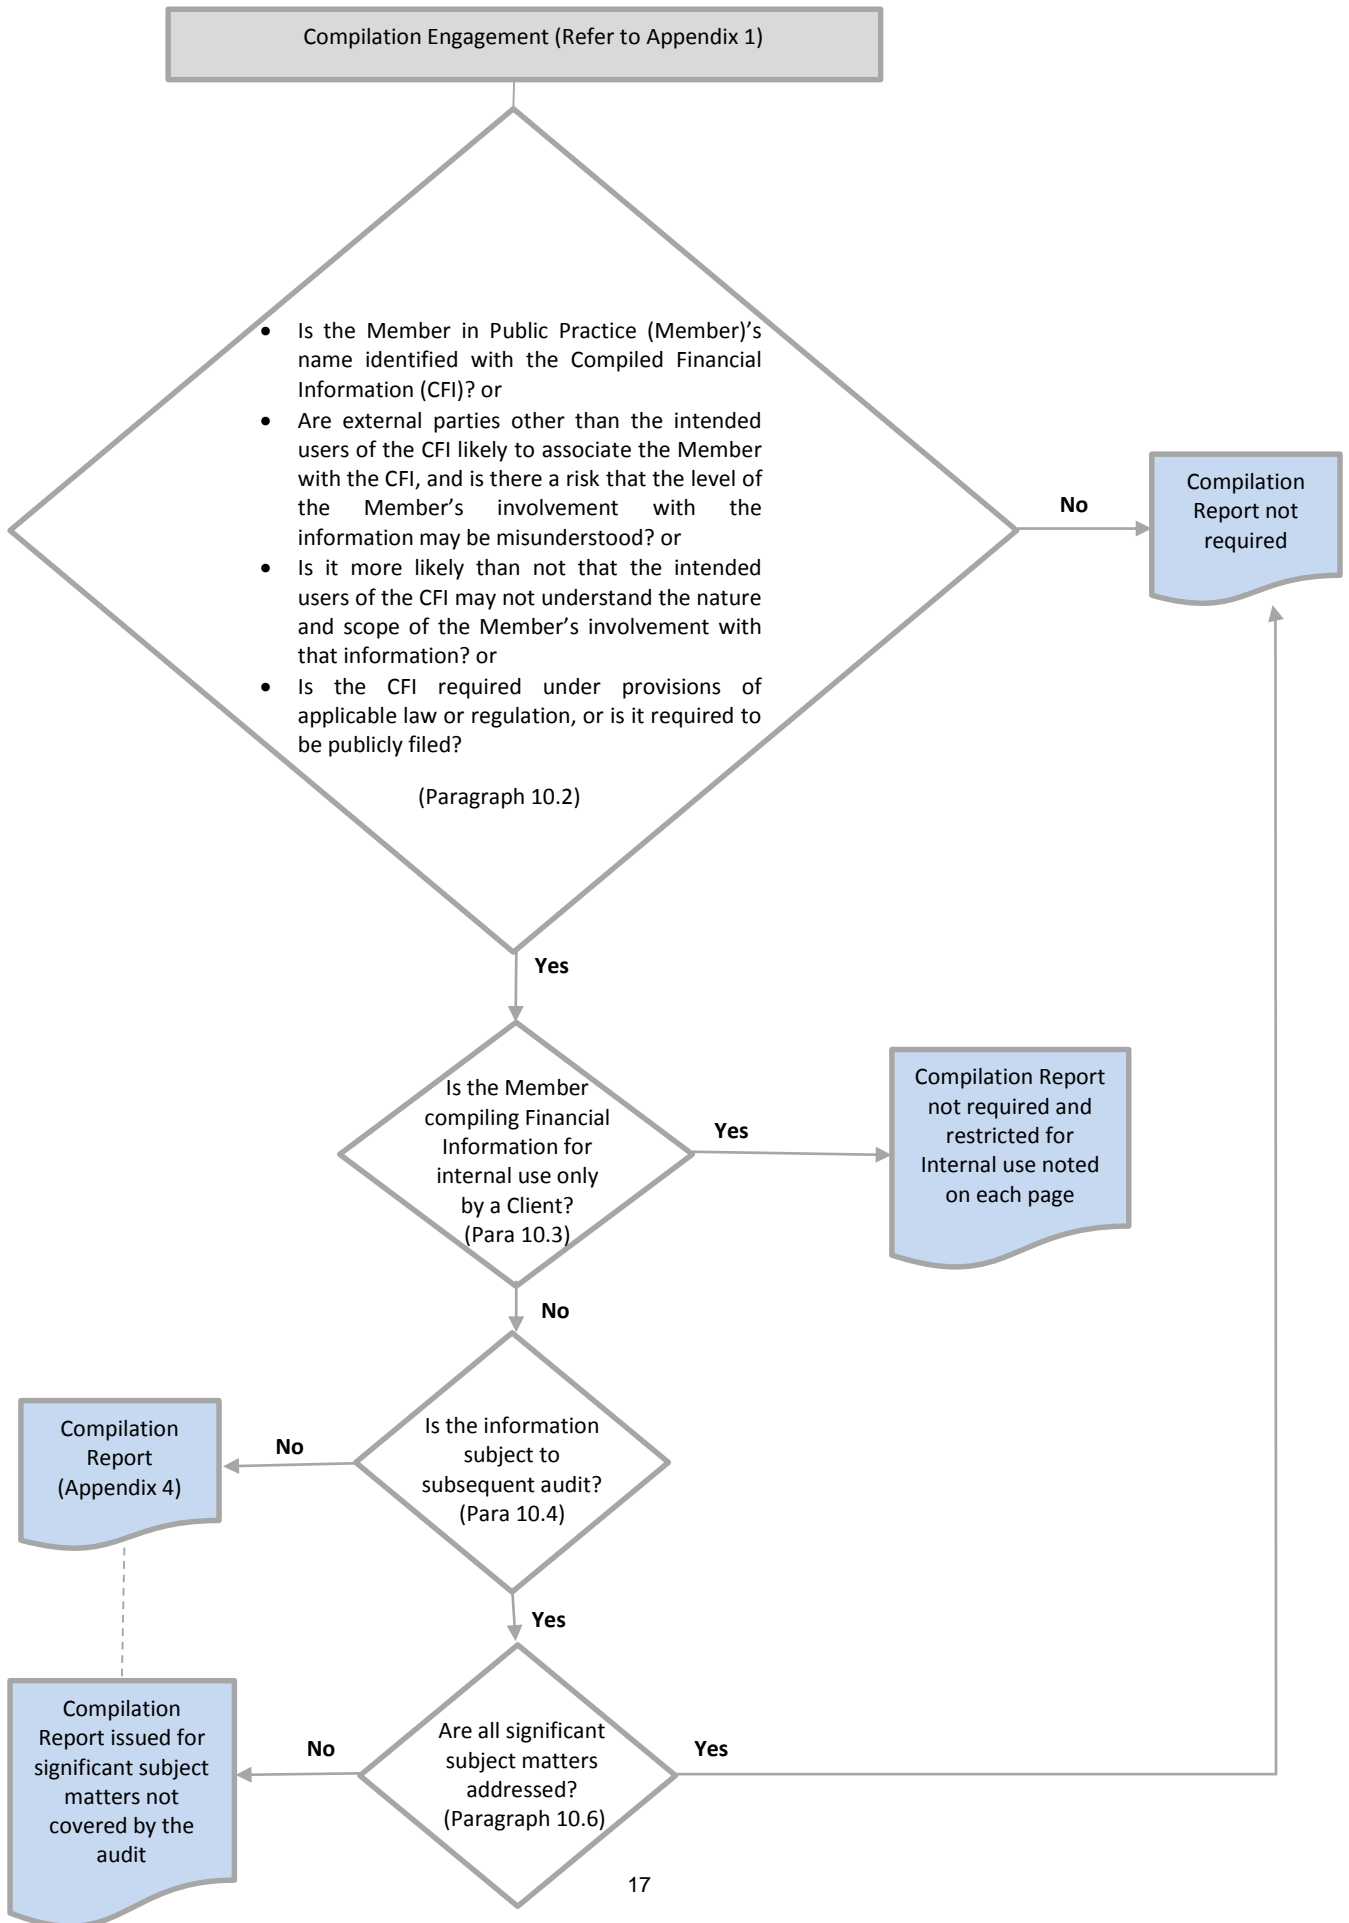 Compilation Engagement (Refer to Appendix 1)
• Is the Member in Public Practice (Member)’s
name identified with the Compiled Financial
Information (CFI)? or
• Are external parties other than the intended
users of the CFI likely to associate the Member
with the CFI, and is there a risk that the level of
the Member’s involvement with the
information may be misunderstood? or
• Is it more likely than not that the intended
users of the CFI may not understand the nature
and scope of the Member’s involvement with
that information? or
• Is the CFI required under provisions of
applicable law or regulation, or is it required to
be publicly filed?
(Paragraph 10.2)
No
Compilation
Report not
required
Yes
Is the Member
compiling Financial
Information for
internal use only
by a Client?
(Para 10.3)
Yes
Compilation Report
not required and
restricted for
Internal use noted
on each page
No
Is the information
subject to
subsequent audit?
(Para 10.4)
No
Compilation
Report
(Appendix 4)
Yes
Are all significant
subject matters
addressed?
(Paragraph 10.6)
No
Compilation
Report issued for
significant subject
matters not
covered by the
audit
Yes
17